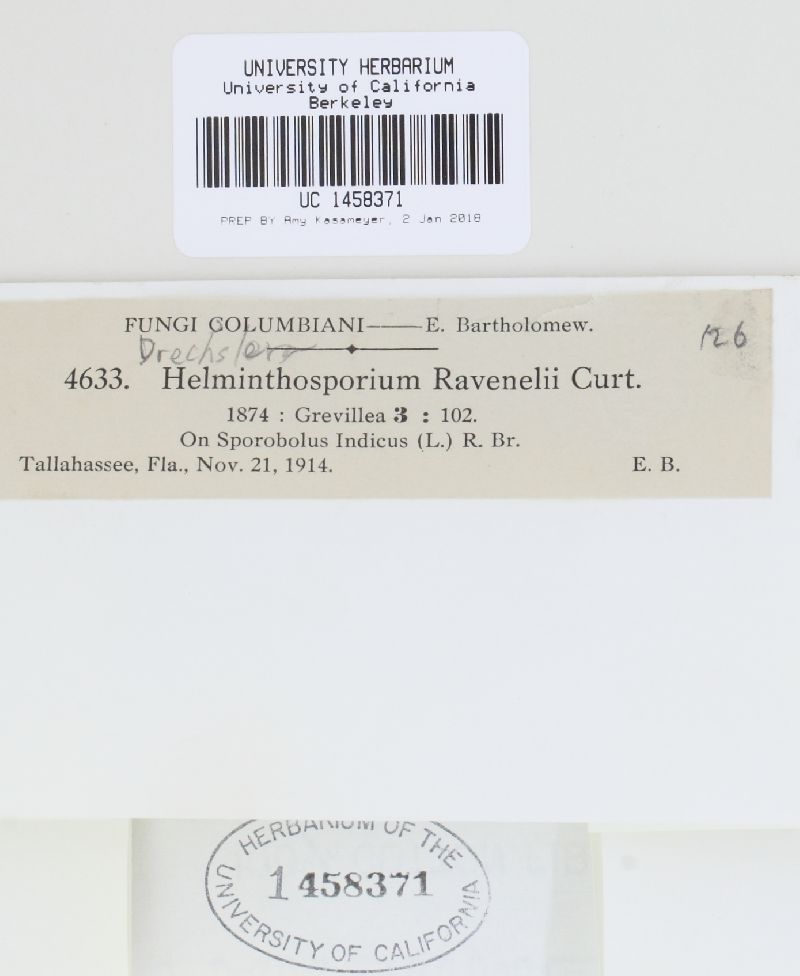 UNIVERSITY HERBARIUM
University of California
Berkeley
UC 1458371
PREP BY Amy Kasameyer, 2 Jan 2018
FUNGI COLUMBIANI——E. Bartholomew.
126
Drechslera
4633. Helminthosporium Ravenelii Curt.
1874 : Grevillea 3 : 102.
On Sporobolus Indicus (L.) R. Br.
Tallahassee, Fla., Nov. 21, 1914. E. B.
HERBARIUM OF THE
1458371
UNIVERSITY OF CALIFORNIA